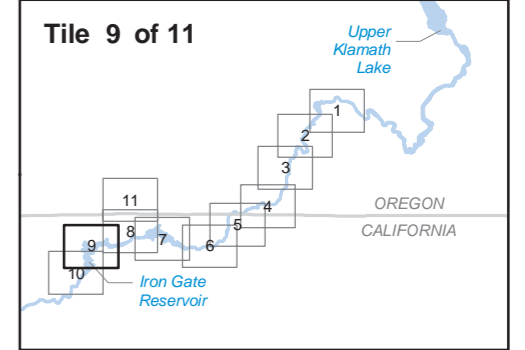 Tile 9 of 11
Upper
Klamath
Lake
1
2
3
4
5
6
7
8
11
9
10
OREGON
CALIFORNIA
Iron Gate
Reservoir